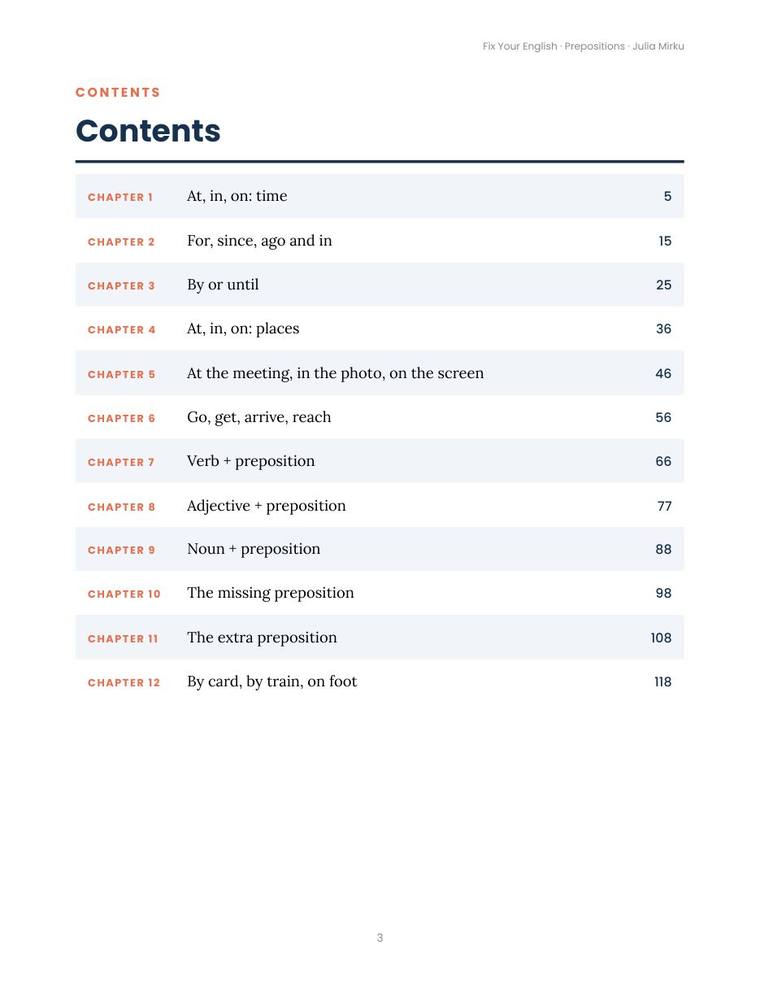 Fix Your English · Prepositions · Julia Mirku
CONTENTS
Contents
CHAPTER 1 At, in, on: time 5
CHAPTER 2 For, since, ago and in 15
CHAPTER 3 By or until 25
CHAPTER 4 At, in, on: places 36
CHAPTER 5 At the meeting, in the photo, on the screen 46
CHAPTER 6 Go, get, arrive, reach 56
CHAPTER 7 Verb + preposition 66
CHAPTER 8 Adjective + preposition 77
CHAPTER 9 Noun + preposition 88
CHAPTER 10 The missing preposition 98
CHAPTER 11 The extra preposition 108
CHAPTER 12 By card, by train, on foot 118
3